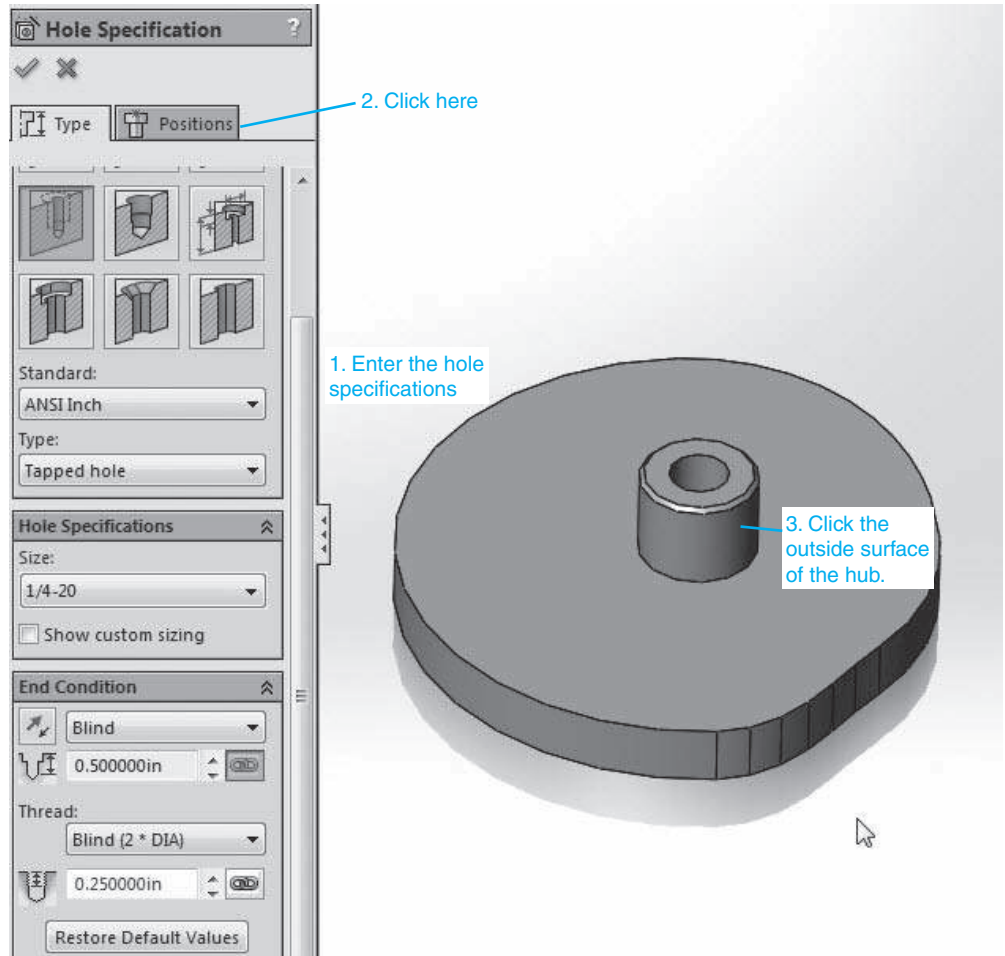 Hole Specification ?
2. Click here
Type Positions
1. Enter the hole
specifications
Standard:
ANSI Inch
Type:
Tapped hole
3. Click the
outside surface
of the hub.
Hole Specifications
Size:
1/4-20
Show custom sizing
End Condition
Blind
0.500000in
Thread:
Blind (2 * DIA)
0.250000in
Restore Default Values